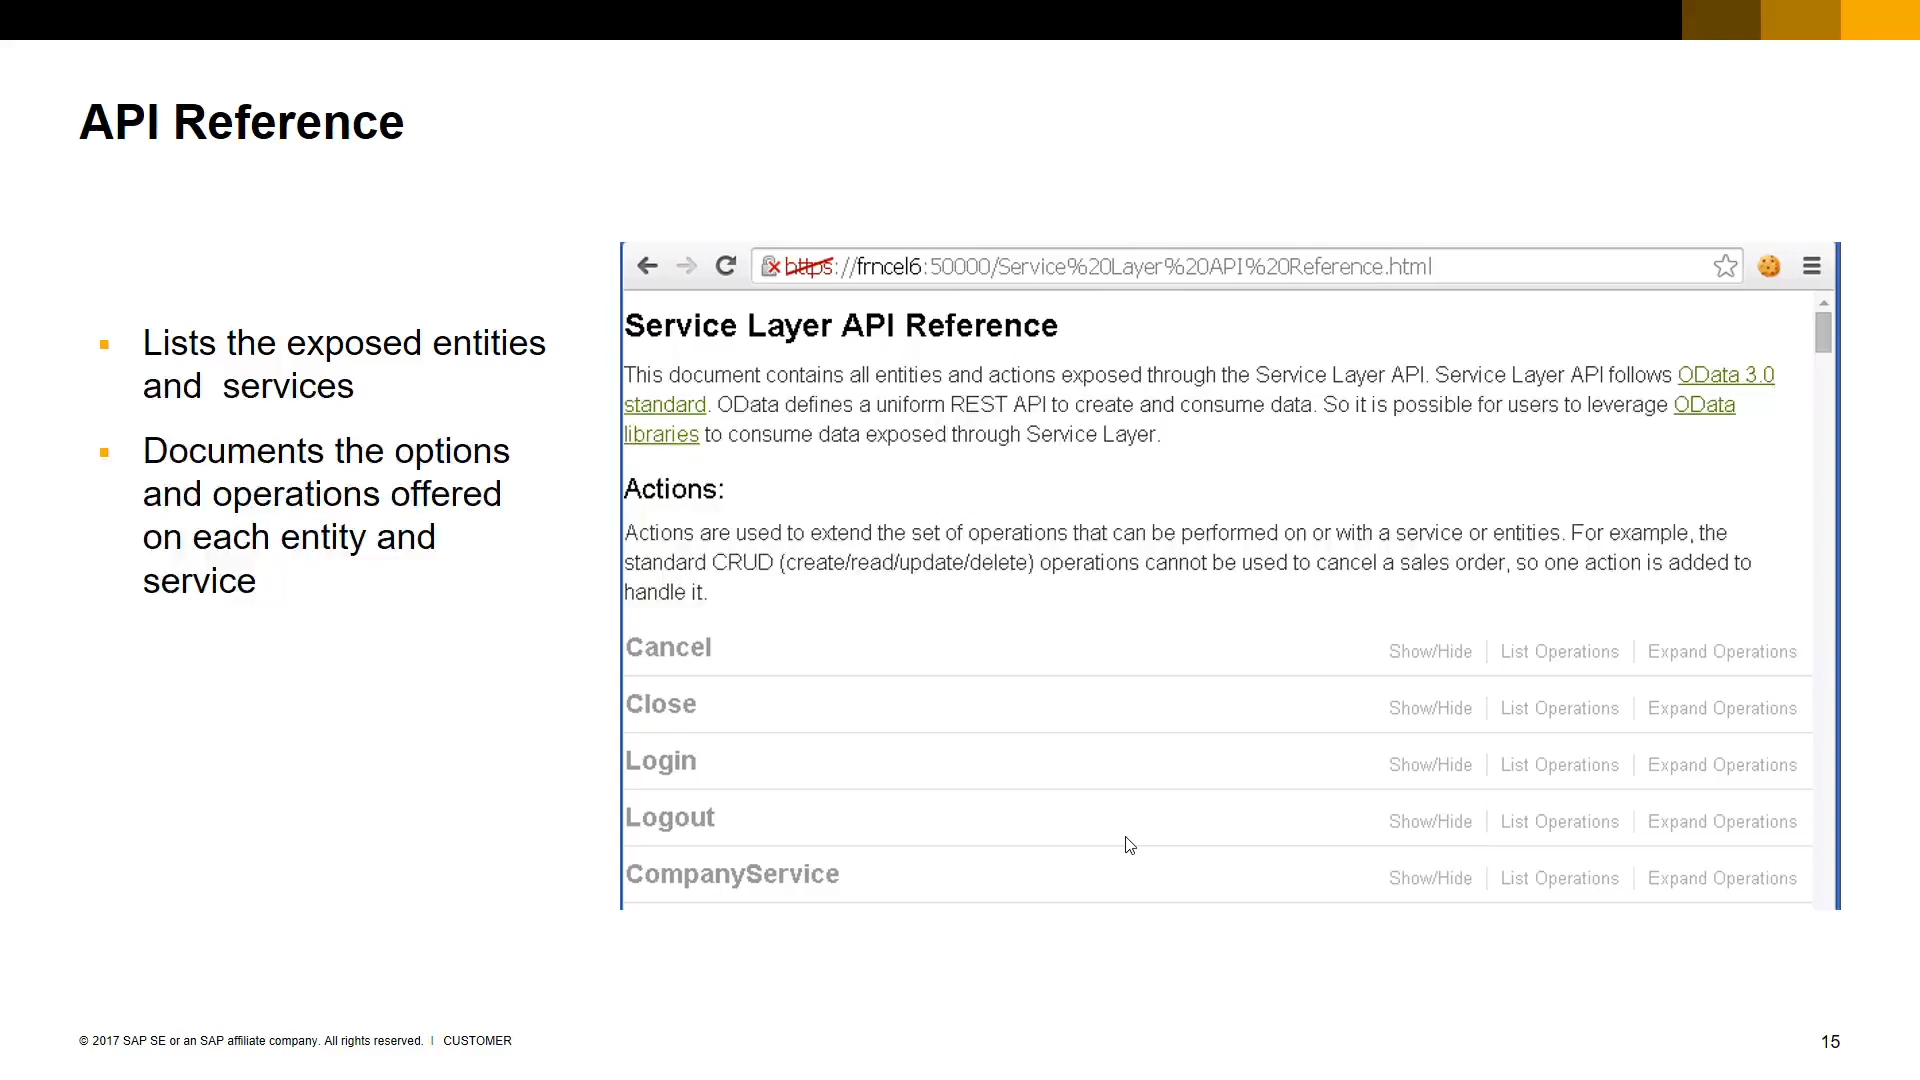 API Reference
Lists the exposed entities
and services
Documents the options
and operations offered
on each entity and
service
https://frncel6:50000/Service%20Layer%20API%20Reference.html
Service Layer API Reference
This document contains all entities and actions exposed through the Service Layer API. Service Layer API follows OData 3.0
standard. OData defines a uniform REST API to create and consume data. So it is possible for users to leverage OData
libraries to consume data exposed through Service Layer.
Actions:
Actions are used to extend the set of operations that can be performed on or with a service or entities. For example, the
standard CRUD (create/read/update/delete) operations cannot be used to cancel a sales order, so one action is added to
handle it.
Cancel Show/Hide | List Operations | Expand Operations
Close Show/Hide | List Operations | Expand Operations
Login Show/Hide | List Operations | Expand Operations
Logout Show/Hide | List Operations | Expand Operations
CompanyService Show/Hide | List Operations | Expand Operations
© 2017 SAP SE or an SAP affiliate company. All rights reserved. | CUSTOMER
15